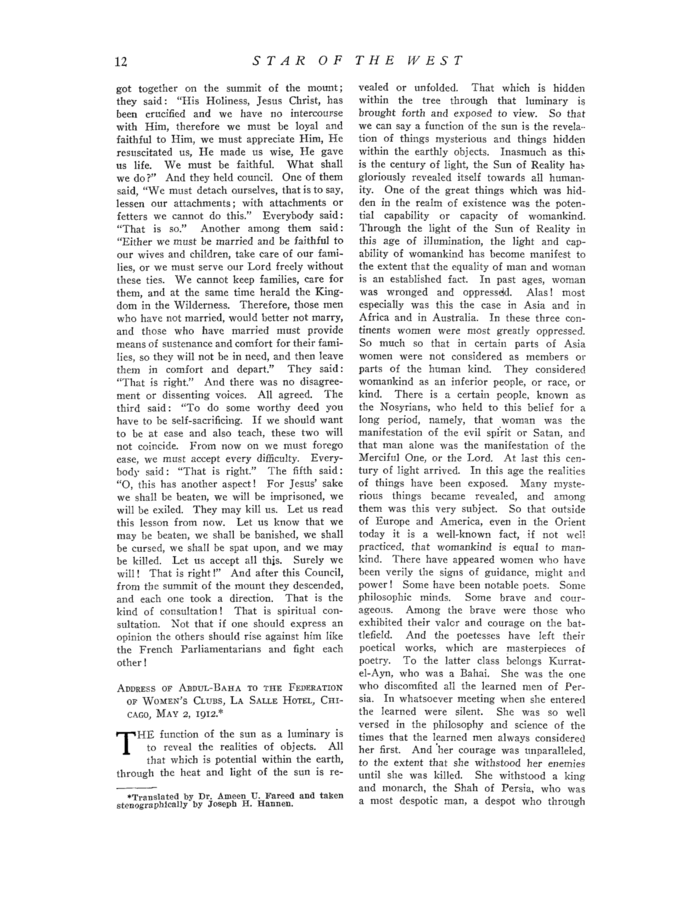 12
STAR OF THE WEST
got together on the summit of the mount;
they said: "His Holiness, Jesus Christ, has
been crucified and we have no intercourse
with Him, therefore we must be loyal and
faithful to Him, we must appreciate Him, He
resuscitated us, He made us wise, He gave
us life. We must be faithful. What shall
we do?" And they held council. One of them
said, "We must detach ourselves, that is to say,
lessen our attachments; with attachments or
fetters we cannot do this." Everybody said:
"That is so." Another among them said:
"Either we must be married and be faithful to
our wives and children, take care of our fami-
lies, or we must serve our Lord freely without
these ties. We cannot keep families, care for
them, and at the same time herald the King-
dom in the Wilderness. Therefore, those men
who have not married, would better not marry,
and those who have married must provide
means of sustenance and comfort for their fami-
lies, so they will not be in need, and then leave
them in comfort and depart." They said:
"That is right." And there was no disagree-
ment or dissenting voices. All agreed. The
third said: "To do some worthy deed you
have to be self-sacrificing. If we should want
to be at ease and also teach, these two will
not coincide. From now on we must forego
ease, we must accept every difficulty. Every-
body said: "That is right." The fifth said:
"O, this has another aspect! For Jesus' sake
we shall be beaten, we will be imprisoned, we
will be exiled. They may kill us. Let us read
this lesson from now. Let us know that we
may be beaten, we shall be banished, we shall
be cursed, we shall be spat upon, and we may
be killed. Let us accept all this. Surely we
will! That is right!" And after this Council,
from the summit of the mount they descended,
and each one took a direction. That is the
kind of consultation! That is spiritual con-
sultation. Not that if one should express an
opinion the others should rise against him like
the French Parliamentarians and fight each
other!
ADDRESS OF ABDUL-BAHA TO THE FEDERATION
OF WOMEN'S CLUBS, LA SALLE HOTEL, CHI-
CAGO, MAY 2, 1912.*
THE function of the sun as a luminary is
to reveal the realities of objects. All
that which is potential within the earth,
through the heat and light of the sun is re-
*Translated by Dr. Ameen U. Fareed and taken
stenographically by Joseph H. Hannen.
vealed or unfolded. That which is hidden
within the tree through that luminary is
brought forth and exposed to view. So that
we can say a function of the sun is the revela-
tion of things mysterious and things hidden
within the earthly objects. Inasmuch as this
is the century of light, the Sun of Reality has
gloriously revealed itself towards all human-
ity. One of the great things which was hid-
den in the realm of existence was the poten-
tial capability or capacity of womankind.
Through the light of the Sun of Reality in
this age of illumination, the light and cap-
ability of womankind has become manifest to
the extent that the equality of man and woman
is an established fact. In past ages, woman
was wronged and oppressed. Alas! most
especially was this the case in Asia and in
Africa and in Australia. In these three con-
tinents women were most greatly oppressed.
So much so that in certain parts of Asia
women were not considered as members or
parts of the human kind. They considered
womankind as an inferior people, or race, or
kind. There is a certain people, known as
the Nosyrians, who held to this belief for a
long period, namely, that woman was the
manifestation of the evil spirit or Satan, and
that man alone was the manifestation of the
Merciful One, or the Lord. At last this cen-
tury of light arrived. In this age the realities
of things have been exposed. Many myste-
rious things became revealed, and among
them was this very subject. So that outside
of Europe and America, even in the Orient
today it is a well-known fact, if not well
practiced, that womankind is equal to man-
kind. There have appeared women who have
been verily the signs of guidance, might and
power! Some have been notable poets. Some
philosophic minds. Some brave and cour-
ageous. Among the brave were those who
exhibited their valor and courage on the bat-
tlefield. And the poetesses have left their
poetical works, which are masterpieces of
poetry. To the latter class belongs Kurrat-
el-Ayn, who was a Bahai. She was the one
who discomfited all the learned men of Per-
sia. In whatsoever meeting when she entered
the learned were silent. She was so well
versed in the philosophy and science of the
times that the learned men always considered
her first. And her courage was unparalleled,
to the extent that she withstood her enemies
until she was killed. She withstood a king
and monarch, the Shah of Persia, who was
a most despotic man, a despot who through